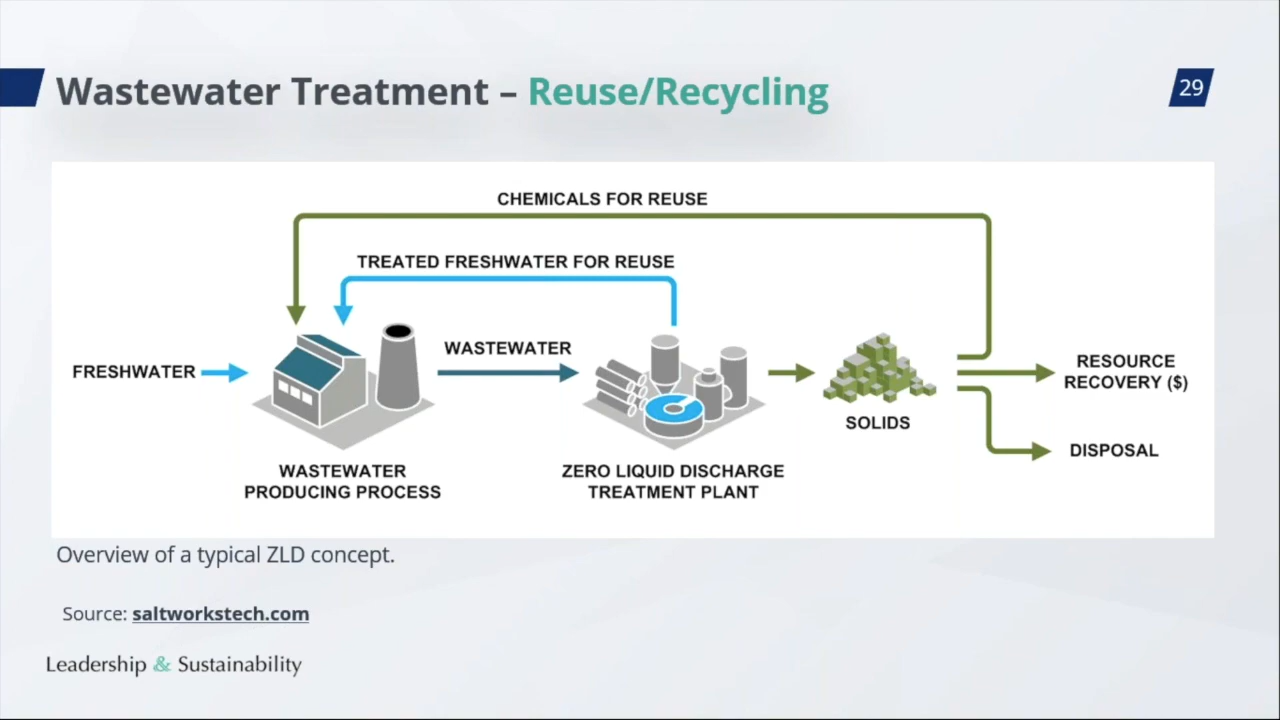 Wastewater Treatment – Reuse/Recycling
29
CHEMICALS FOR REUSE
TREATED FRESHWATER FOR REUSE
FRESHWATER
WASTEWATER
WASTEWATER
PRODUCING PROCESS
ZERO LIQUID DISCHARGE
TREATMENT PLANT
SOLIDS
RESOURCE
RECOVERY ($)
DISPOSAL
Overview of a typical ZLD concept.
Source: saltworkstech.com
Leadership & Sustainability